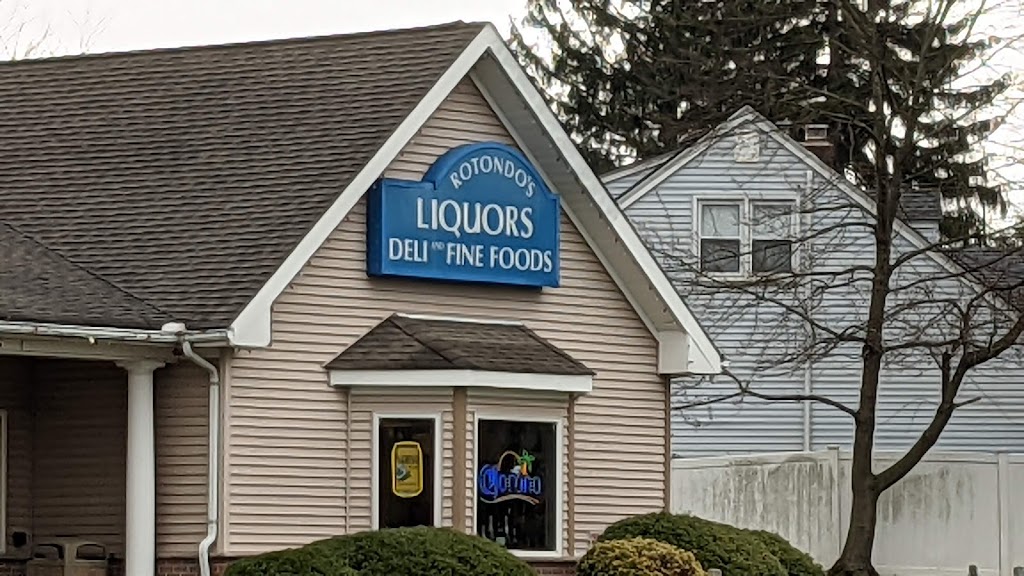 ROTONDO'S
LIQUORS
DELI AND FINE FOODS
Corona